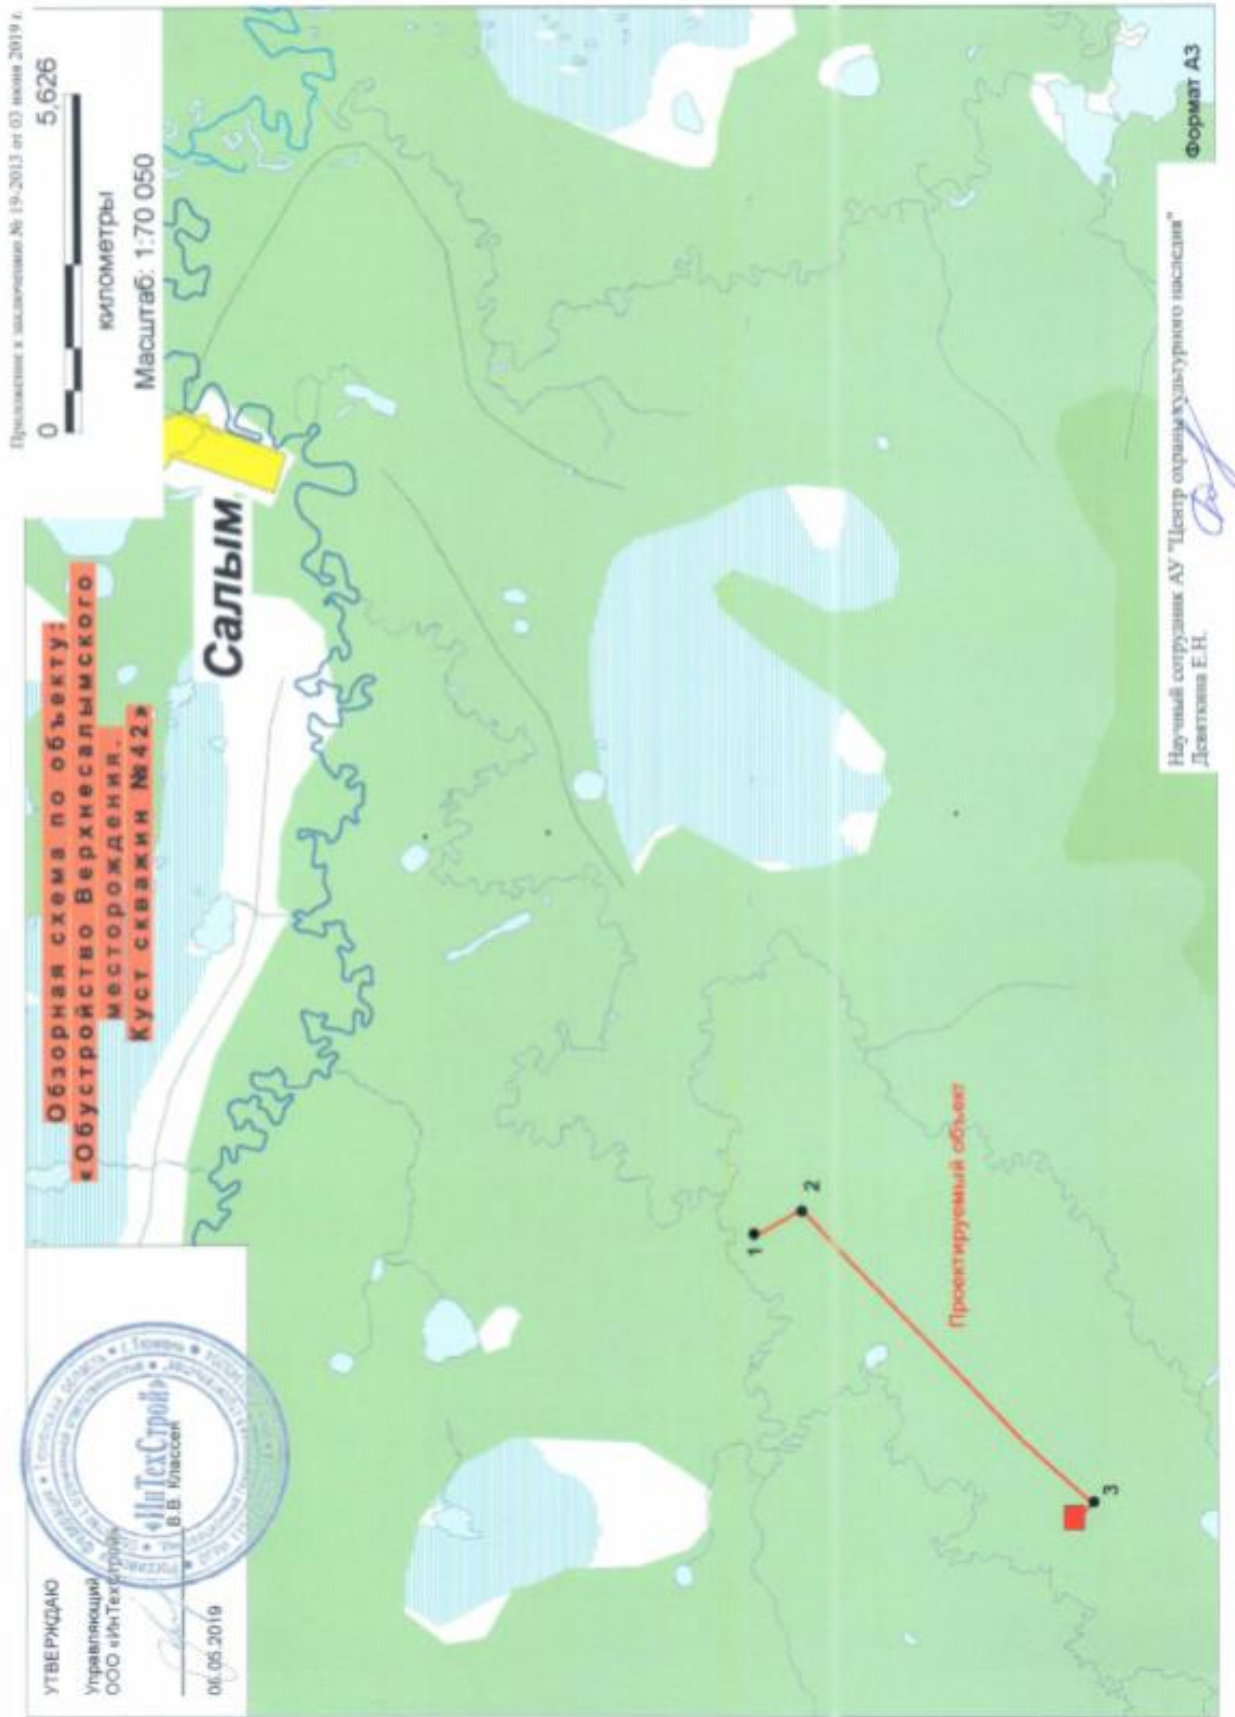 Приложение к заключению № 19-2013 от 03 июня 2019 г.
УТВЕРЖДАЮ
Управляющий
ООО «ИнТехСтрой»
В.В. Классен
06.05.2019
«ИнТехСтрой»
Обзорная схема по объекту:
«Обустройство Верхнесалымского
месторождения.
Куст скважин №42»
0 5,626
километры
Масштаб: 1:70 050
Салым
1
2
3
Проектируемый объект
Научный сотрудник АУ "Центр охраны культурного наследия"
Девяткина Е.Н.
Формат А3